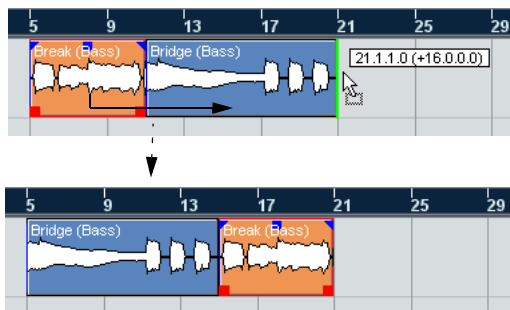 5 9 13 17 21 25 29
Break (Bass) Bridge (Bass)
21.1.1.0 (+16.0.0.0)
5 9 13 17 21 25 29
Bridge (Bass) Break (Bass)